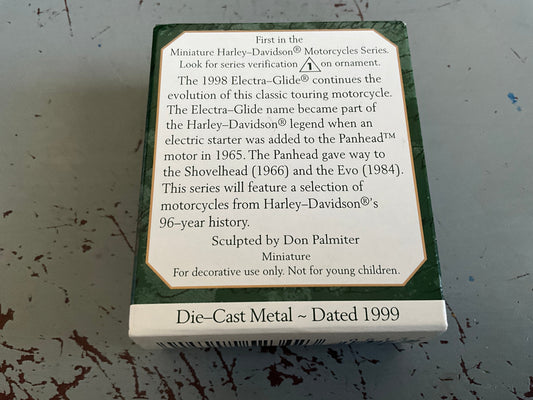 First in the
Miniature Harley–Davidson® Motorcycles Series.
Look for series verification 1 on ornament.
The 1998 Electra–Glide® continues the
evolution of this classic touring motorcycle.
The Electra–Glide name became part of
the Harley–Davidson® legend when an
electric starter was added to the Panhead™
motor in 1965. The Panhead gave way to
the Shovelhead (1966) and the Evo (1984).
This series will feature a selection of
motorcycles from Harley–Davidson®'s
96–year history.
Sculpted by Don Palmiter
Miniature
For decorative use only. Not for young children.
Die–Cast Metal ~ Dated 1999